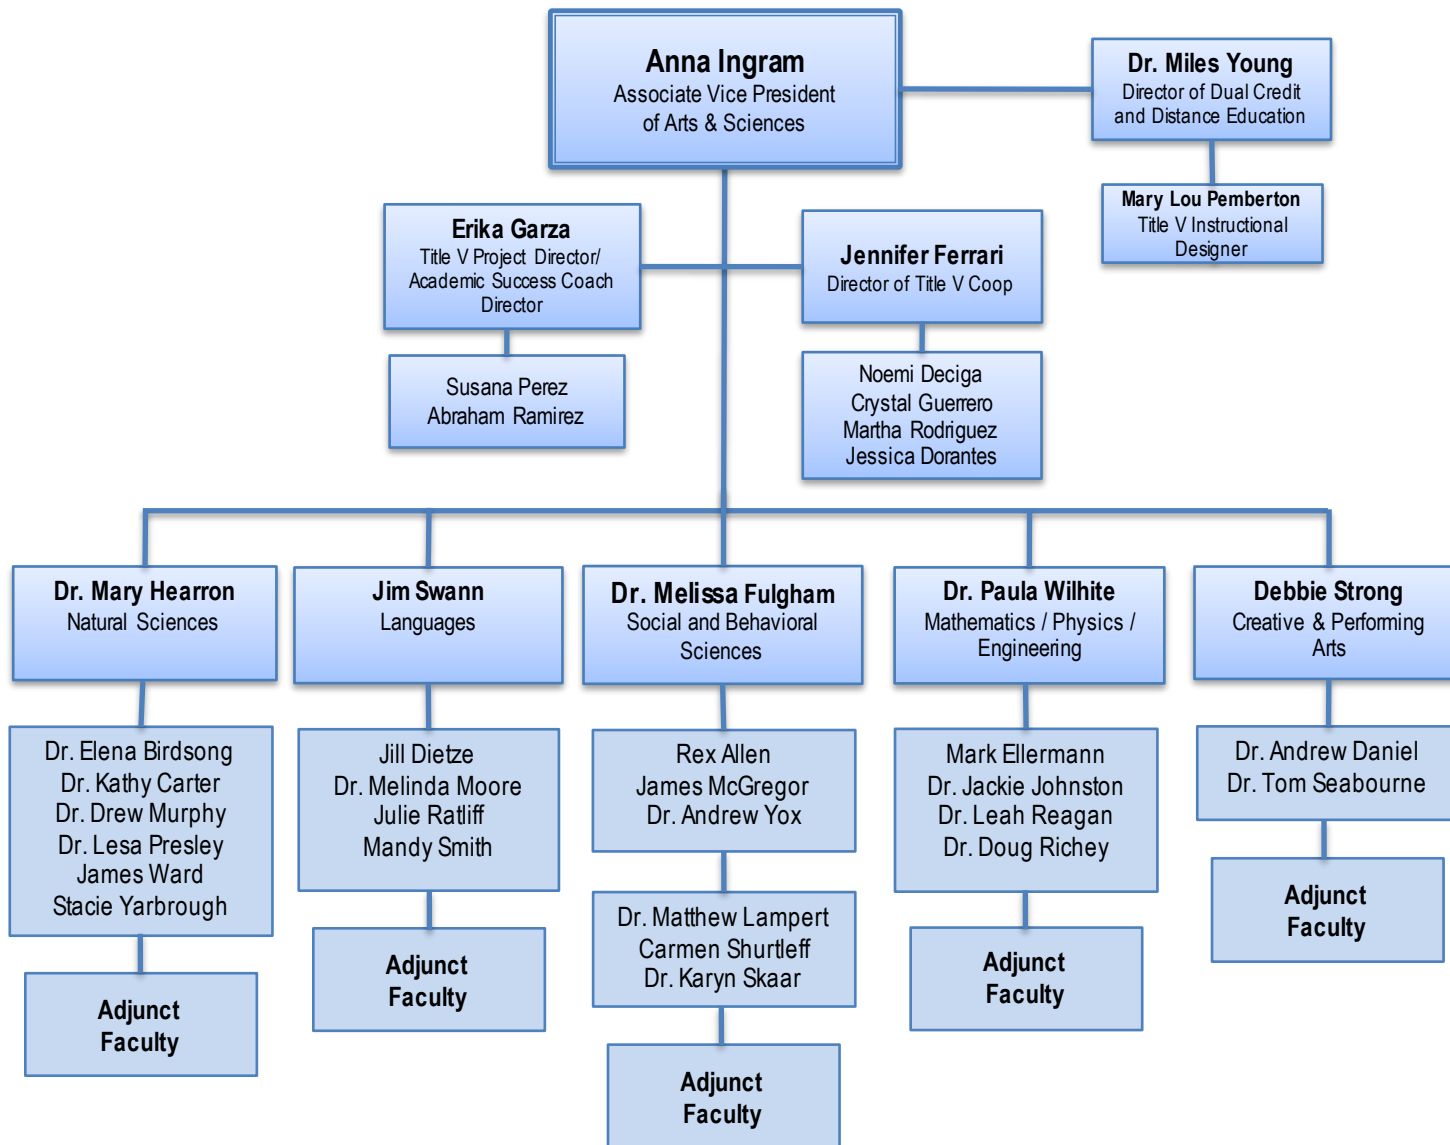 Anna Ingram
Associate Vice President
of Arts & Sciences
Dr. Miles Young
Director of Dual Credit
and Distance Education
Mary Lou Pemberton
Title V Instructional
Designer
Erika Garza
Title V Project Director/
Academic Success Coach
Director
Susana Perez
Abraham Ramirez
Jennifer Ferrari
Director of Title V Coop
Noemi Deciga
Crystal Guerrero
Martha Rodriguez
Jessica Dorantes
Dr. Mary Hearron
Natural Sciences
Dr. Elena Birdsong
Dr. Kathy Carter
Dr. Drew Murphy
Dr. Lesa Presley
James Ward
Stacie Yarbrough
Adjunct
Faculty
Jim Swann
Languages
Jill Dietze
Dr. Melinda Moore
Julie Ratliff
Mandy Smith
Adjunct
Faculty
Dr. Melissa Fulgham
Social and Behavioral
Sciences
Rex Allen
James McGregor
Dr. Andrew Yox
Dr. Matthew Lampert
Carmen Shurtleff
Dr. Karyn Skaar
Adjunct
Faculty
Dr. Paula Wilhite
Mathematics / Physics /
Engineering
Mark Ellermann
Dr. Jackie Johnston
Dr. Leah Reagan
Dr. Doug Richey
Adjunct
Faculty
Debbie Strong
Creative & Performing
Arts
Dr. Andrew Daniel
Dr. Tom Seabourne
Adjunct
Faculty